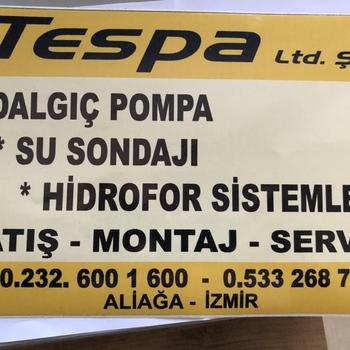 Tespa Ltd. Ş
DALGIÇ POMPA
* SU SONDAJI
* HİDROFOR SİSTEMLE
ATIŞ - MONTAJ - SERV
0.232. 600 1 600 - 0.533 268 7
ALİAĞA - İZMİR